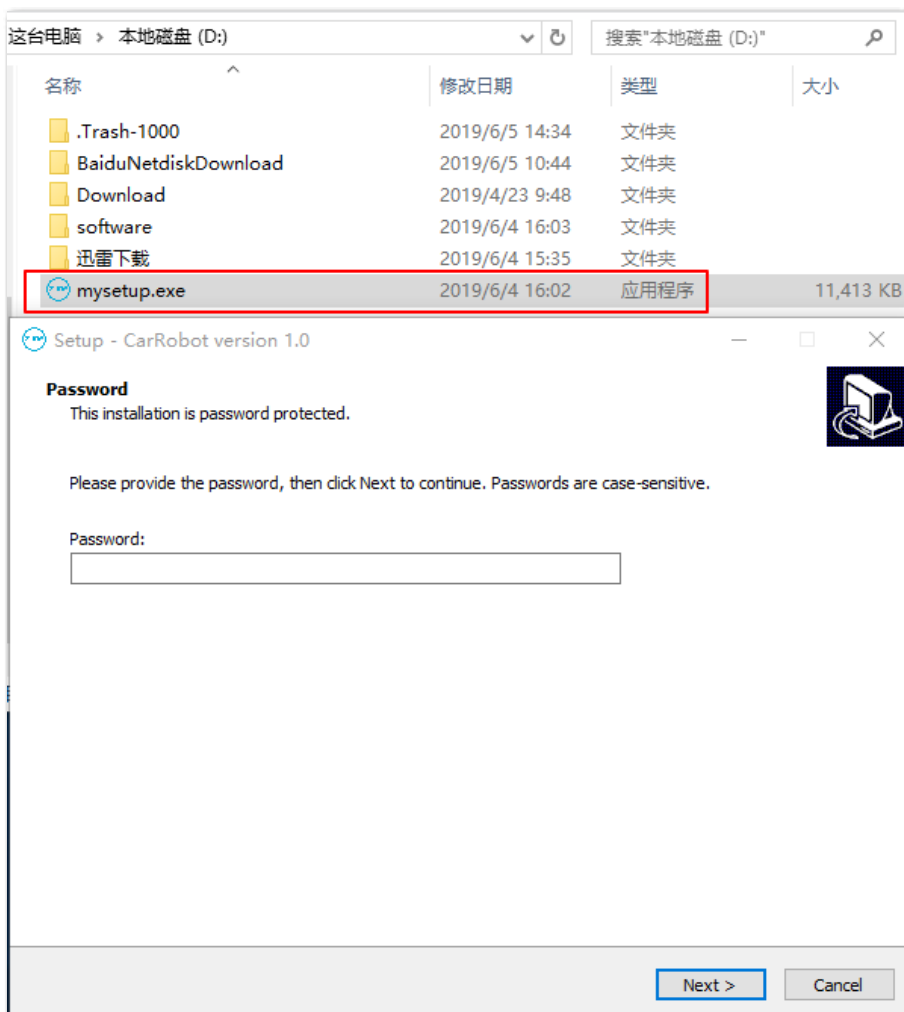 这台电脑 > 本地磁盘 (D:) 搜索"本地磁盘 (D:)"
名称 修改日期 类型 大小
.Trash-1000 2019/6/5 14:34 文件夹
BaiduNetdiskDownload 2019/6/5 10:44 文件夹
Download 2019/4/23 9:48 文件夹
software 2019/6/4 16:03 文件夹
迅雷下载 2019/6/4 15:35 文件夹
mysetup.exe 2019/6/4 16:02 应用程序 11,413 KB
Setup - CarRobot version 1.0
Password
This installation is password protected.
Please provide the password, then click Next to continue. Passwords are case-sensitive.
Password:
Next > Cancel